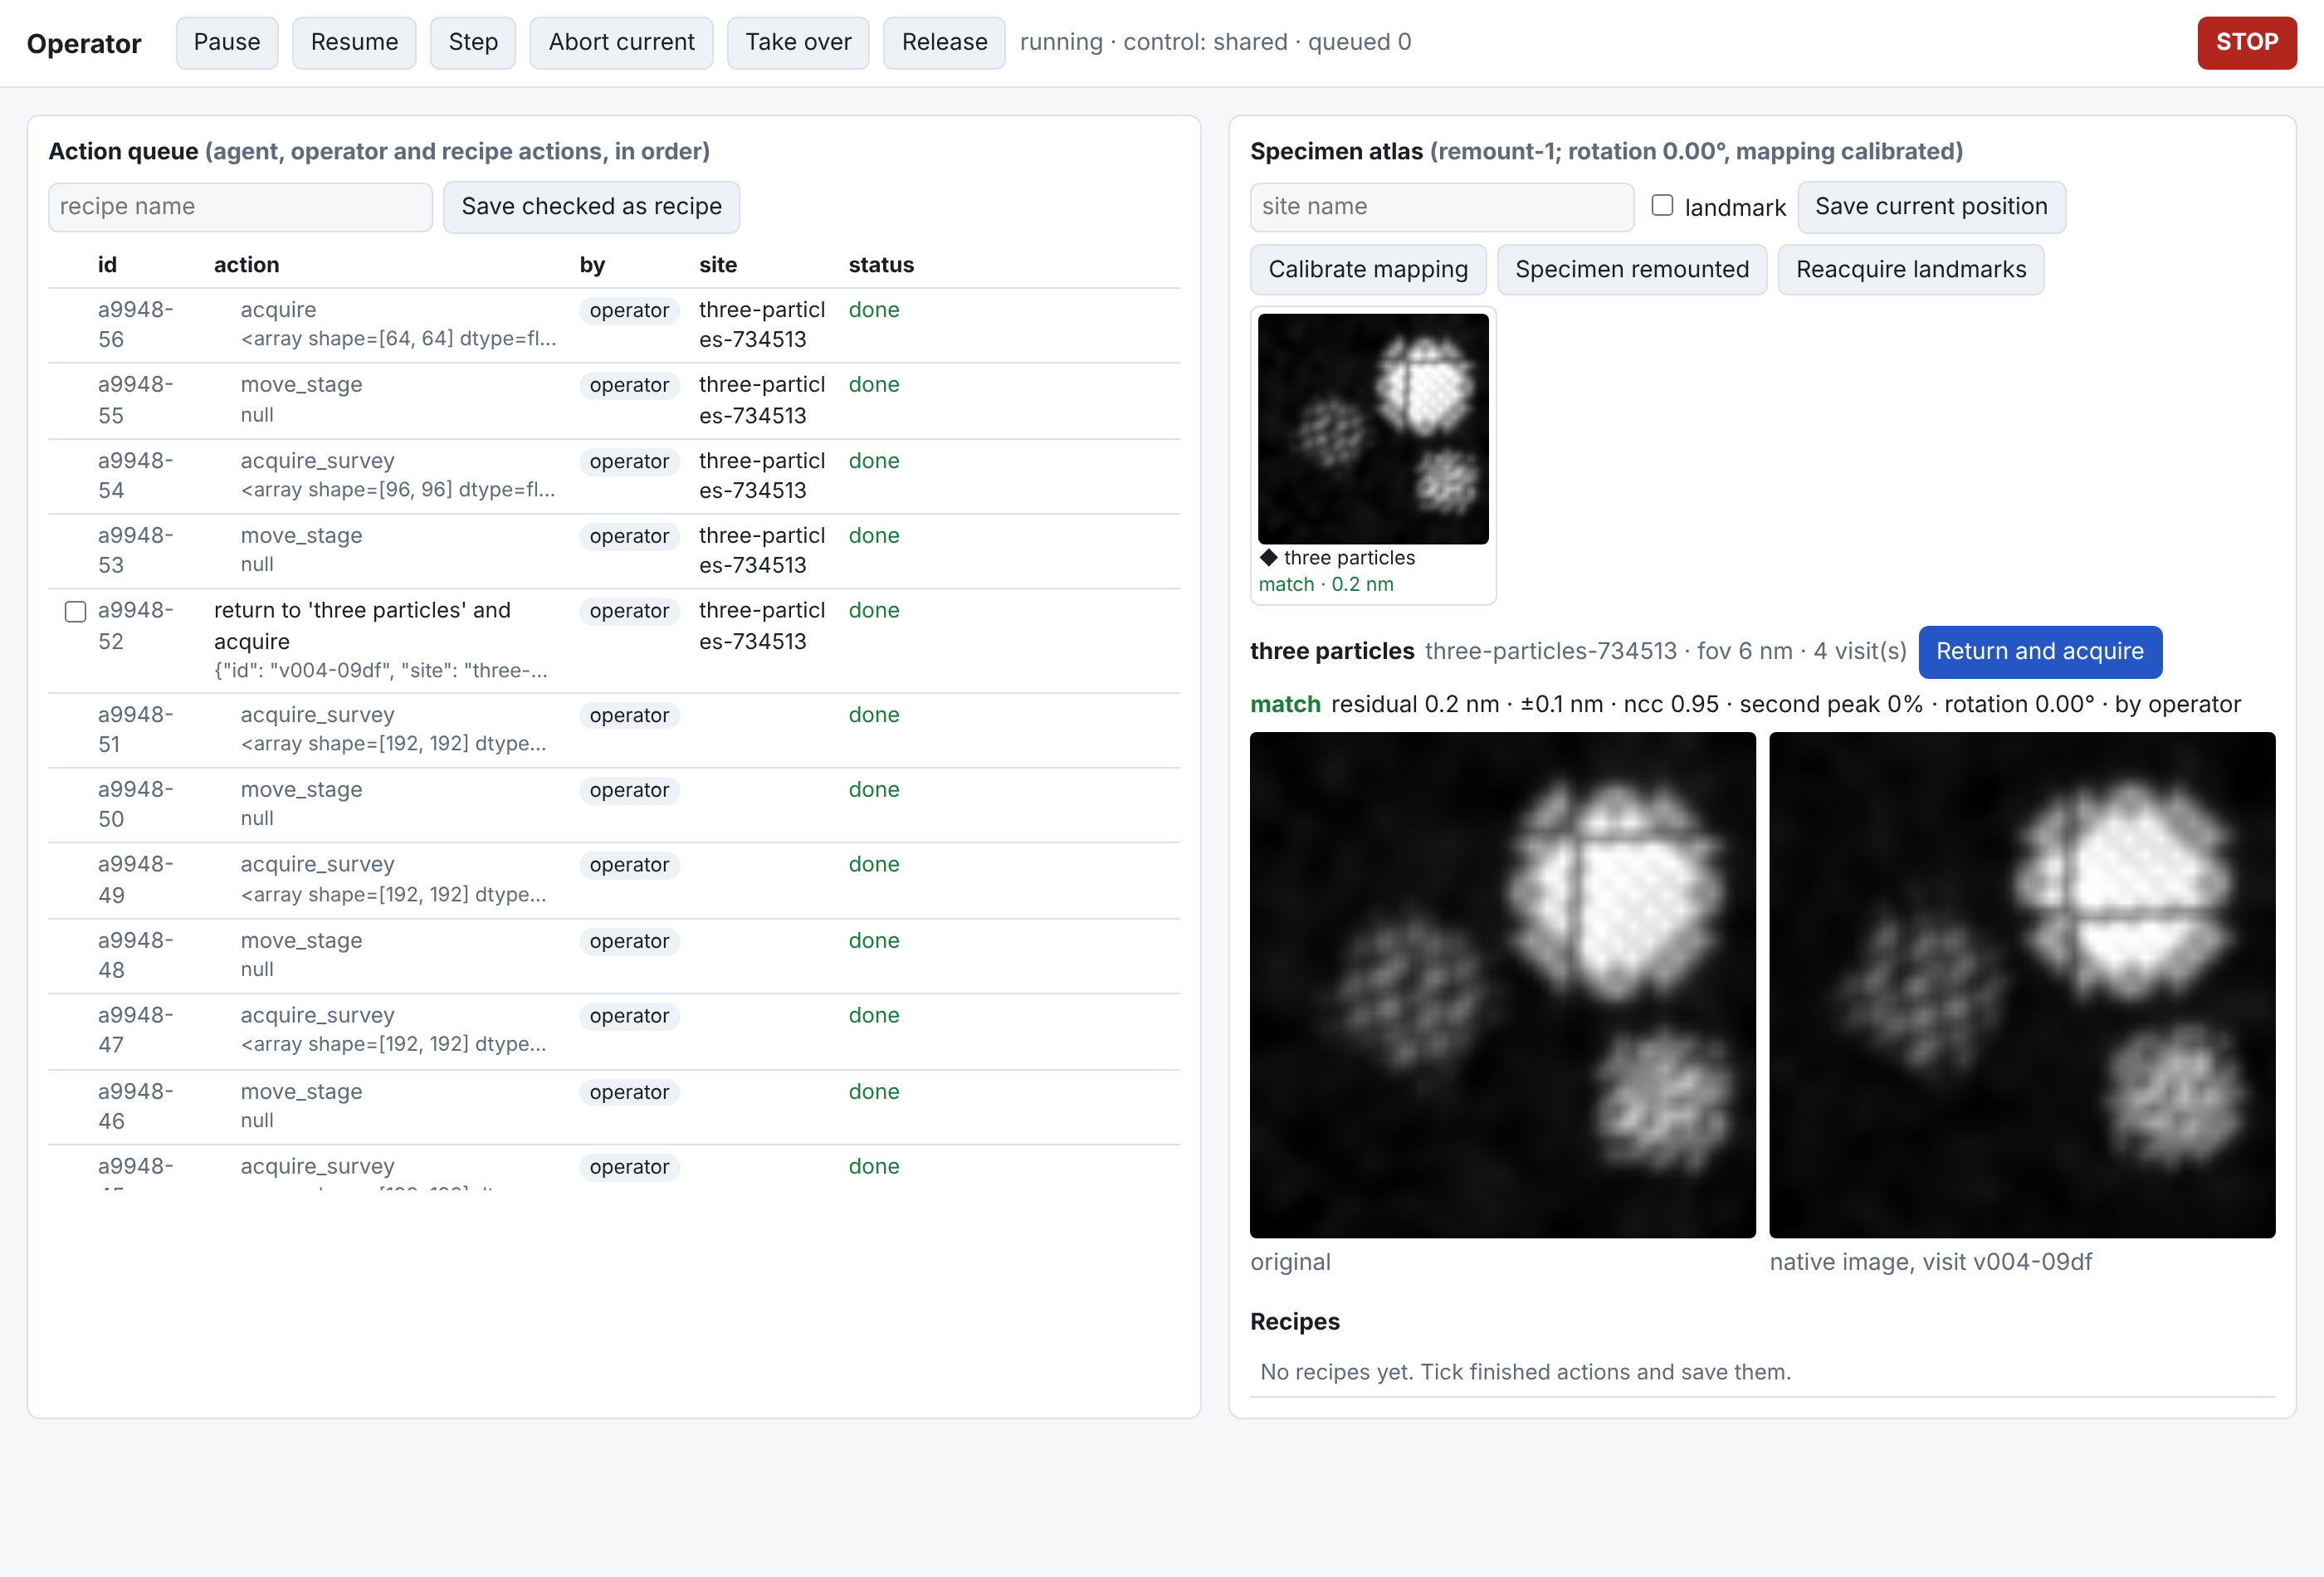 Operator Pause Resume Step Abort current Take over Release running · control: shared · queued 0 STOP
Action queue (agent, operator and recipe actions, in order)
recipe name Save checked as recipe
id action by site status
a9948-56 acquire operator three-particles-734513 done
<array shape=[64, 64] dtype=fl...
a9948-55 move_stage operator three-particles-734513 done
null
a9948-54 acquire_survey operator three-particles-734513 done
<array shape=[96, 96] dtype=fl...
a9948-53 move_stage operator three-particles-734513 done
null
a9948-52 return to 'three particles' and acquire operator three-particles-734513 done
{"id": "v004-09df", "site": "three-...
a9948-51 acquire_survey operator done
<array shape=[192, 192] dtype...
a9948-50 move_stage operator done
null
a9948-49 acquire_survey operator done
<array shape=[192, 192] dtype...
a9948-48 move_stage operator done
null
a9948-47 acquire_survey operator done
<array shape=[192, 192] dtype...
a9948-46 move_stage operator done
null
a9948- acquire_survey operator done
Specimen atlas (remount-1; rotation 0.00°, mapping calibrated)
site name landmark Save current position
Calibrate mapping Specimen remounted Reacquire landmarks
◆ three particles
match · 0.2 nm
three particles three-particles-734513 · fov 6 nm · 4 visit(s) Return and acquire
match residual 0.2 nm · ±0.1 nm · ncc 0.95 · second peak 0% · rotation 0.00° · by operator
original
native image, visit v004-09df
Recipes
No recipes yet. Tick finished actions and save them.